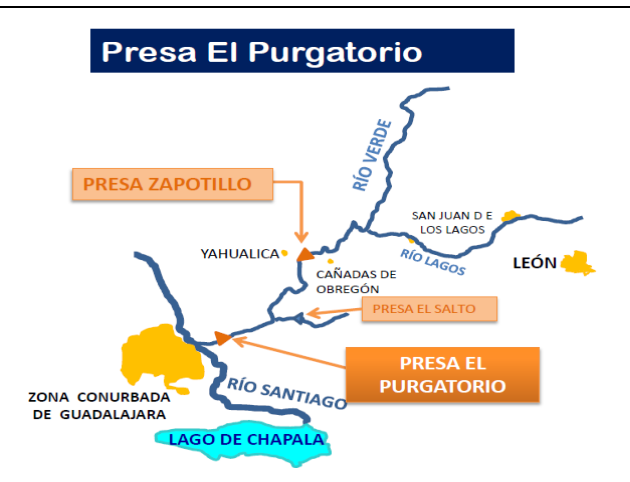 Presa El Purgatorio
RÍO VERDE
PRESA ZAPOTILLO
SAN JUAN D E
LOS LAGOS
YAHUALICA
RÍO LAGOS
LEÓN
CAÑADAS DE
OBREGÓN
PRESA EL SALTO
PRESA EL
PURGATORIO
RÍO SANTIAGO
ZONA CONURBADA
DE GUADALAJARA
LAGO DE CHAPALA